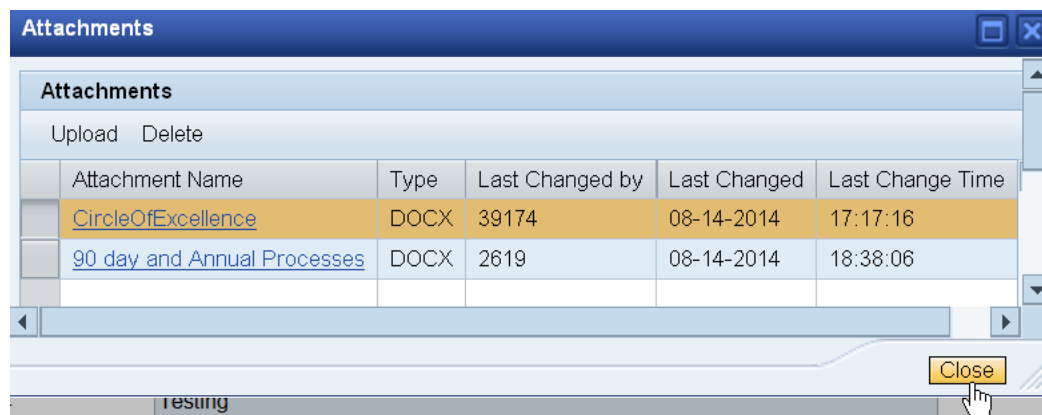 Attachments
Attachments
Upload Delete
Attachment Name Type Last Changed by Last Changed Last Change Time
CircleOfExcellence DOCX 39174 08-14-2014 17:17:16
90 day and Annual Processes DOCX 2619 08-14-2014 18:38:06
Close
Testing